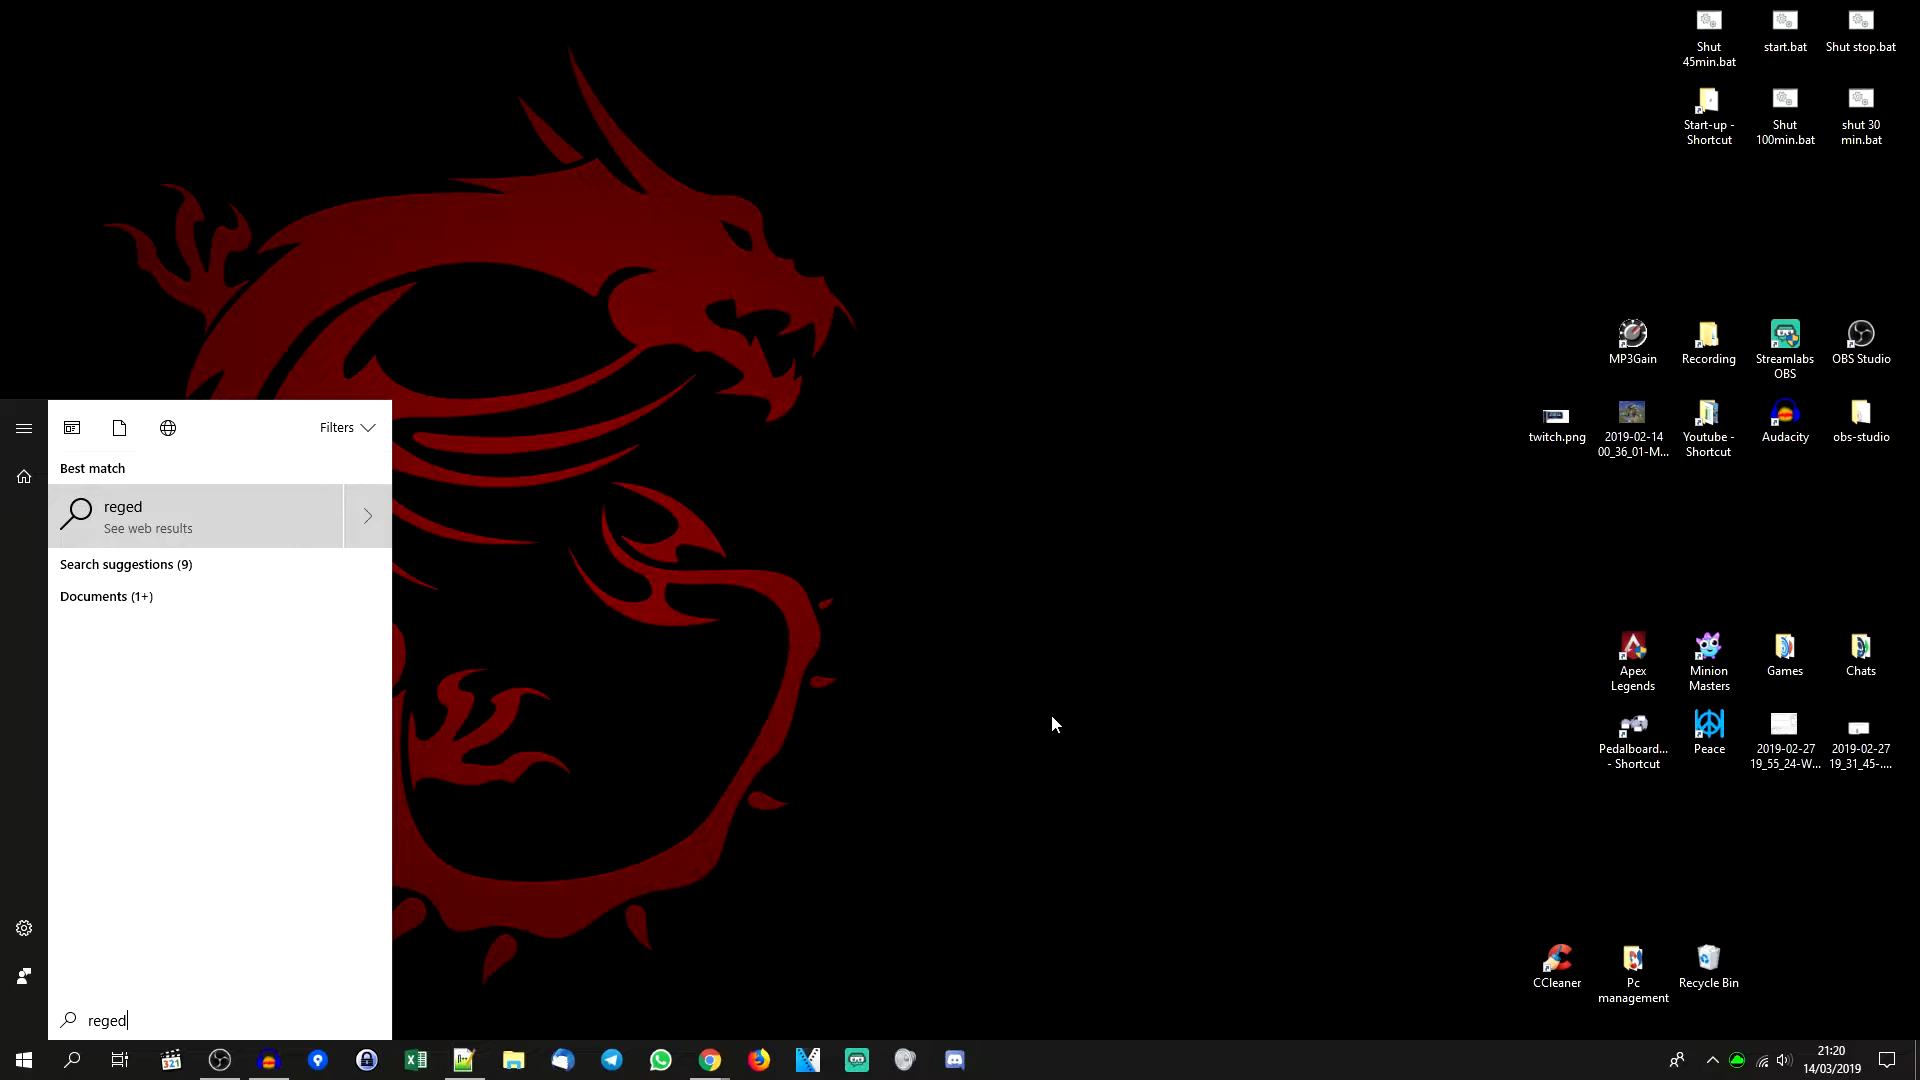 Shut
45min.bat
start.bat
Shut stop.bat
Start-up -
Shortcut
Shut
100min.bat
shut 30
min.bat
MP3Gain
Recording
Streamlabs
OBS
OBS Studio
twitch.png
2019-02-14
00_36_01-M...
Youtube -
Shortcut
Audacity
obs-studio
Filters
Best match
reged
See web results
Search suggestions (9)
Documents (1+)
Apex
Legends
Minion
Masters
Games
Chats
Pedalboard...
- Shortcut
Peace
2019-02-27
19_55_24-W...
2019-02-27
19_31_45-....
CCleaner
Pc
management
Recycle Bin
reged
321
21:20
14/03/2019